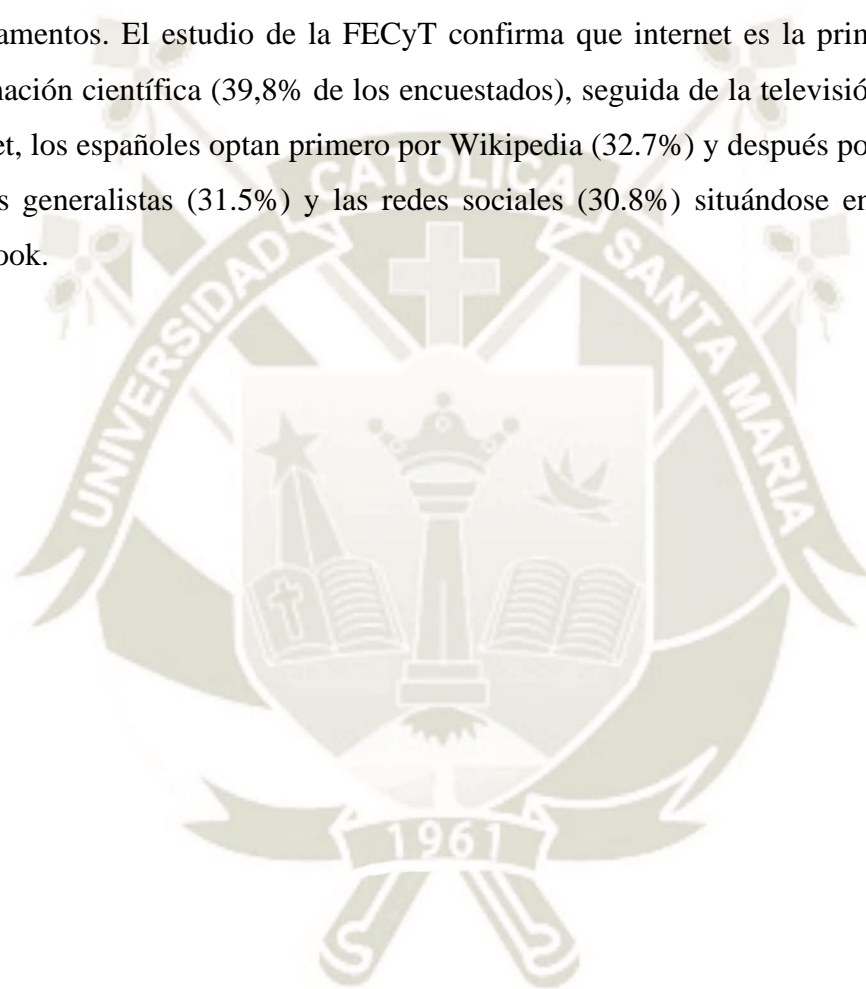 amentos. El estudio de la FECyT confirma que internet es la prin
nación científica (39,8% de los encuestados), seguida de la televisió
et, los españoles optan primero por Wikipedia (32.7%) y después po
s generalistas (31.5%) y las redes sociales (30.8%) situándose en
ook.
UNIVERSIDAD CATOLICA SANTA MARIA
1961